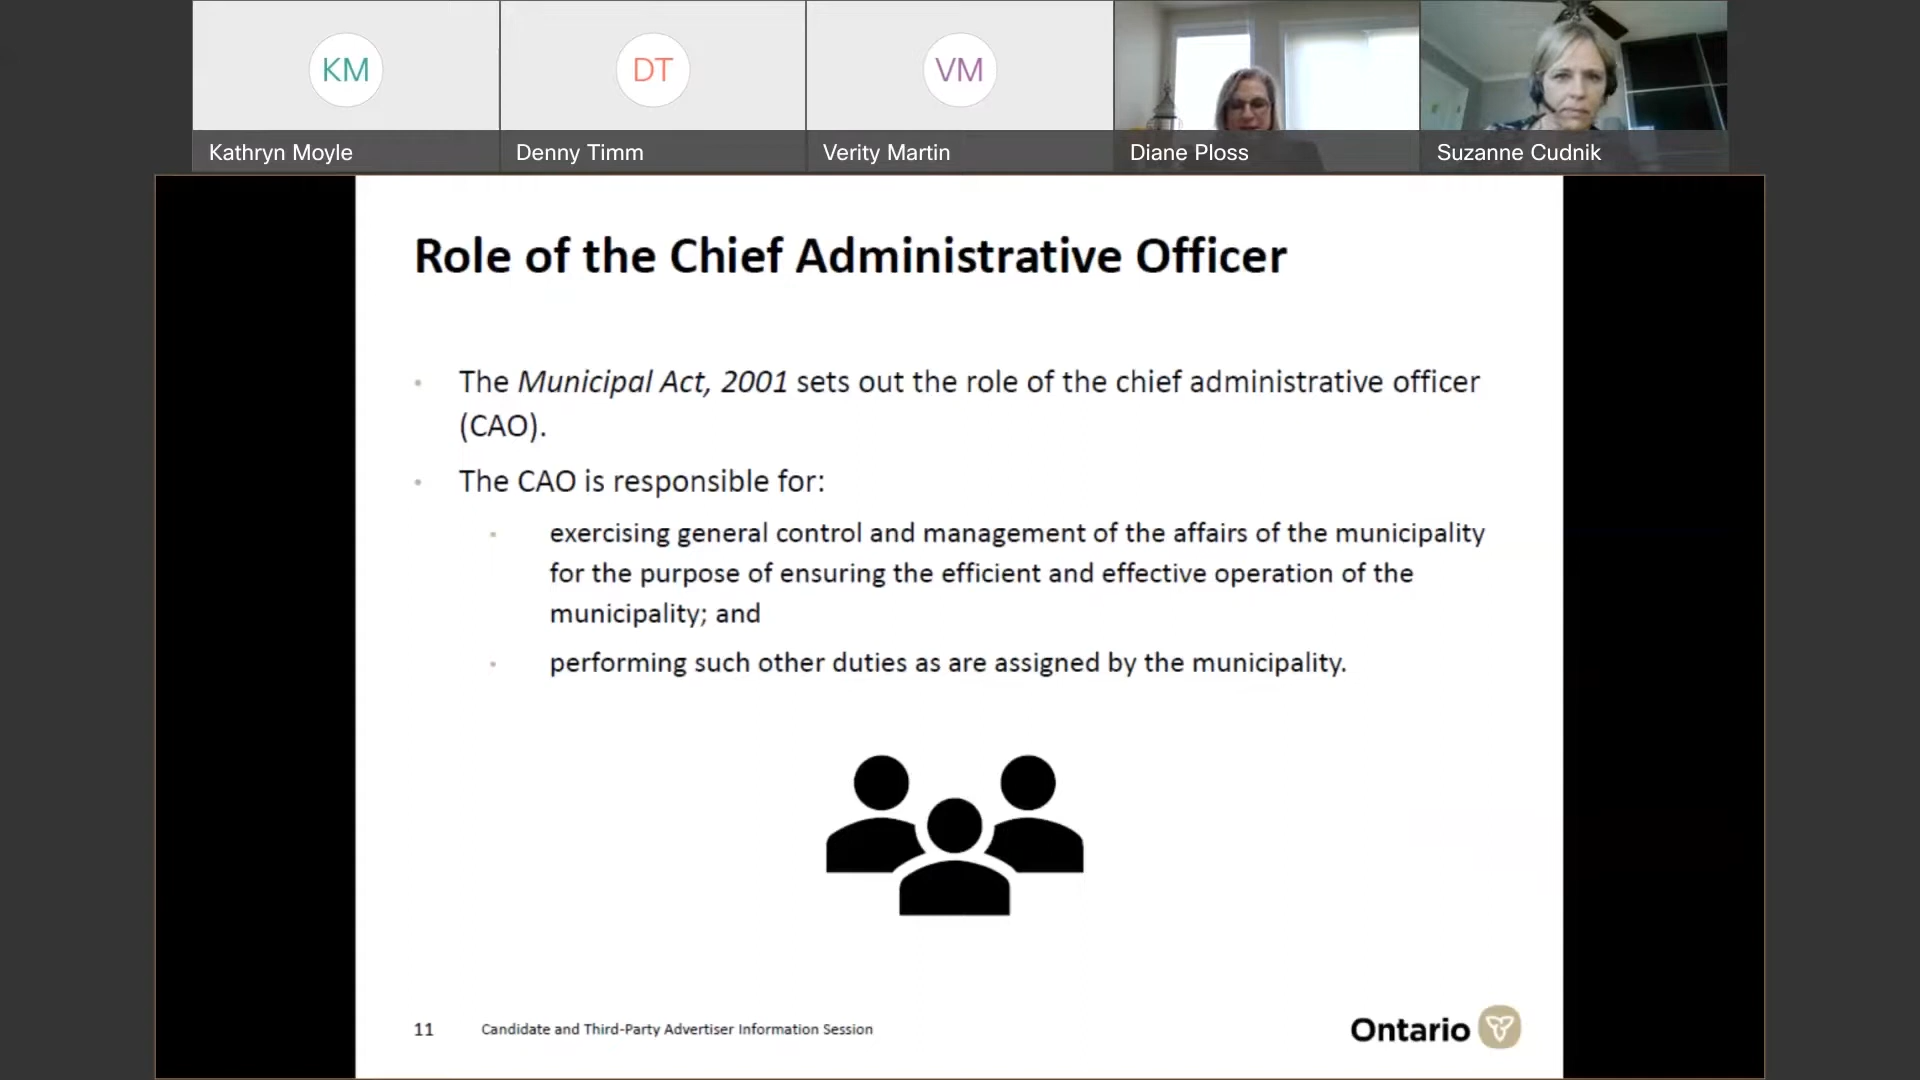 KM
DT
VM
Kathryn Moyle
Denny Timm
Verity Martin
Diane Ploss
Suzanne Cudnik
Role of the Chief Administrative Officer
• The Municipal Act, 2001 sets out the role of the chief administrative officer
(CAO).
• The CAO is responsible for:
▪ exercising general control and management of the affairs of the municipality
for the purpose of ensuring the efficient and effective operation of the
municipality; and
▪ performing such other duties as are assigned by the municipality.
11
Candidate and Third-Party Advertiser Information Session
Ontario